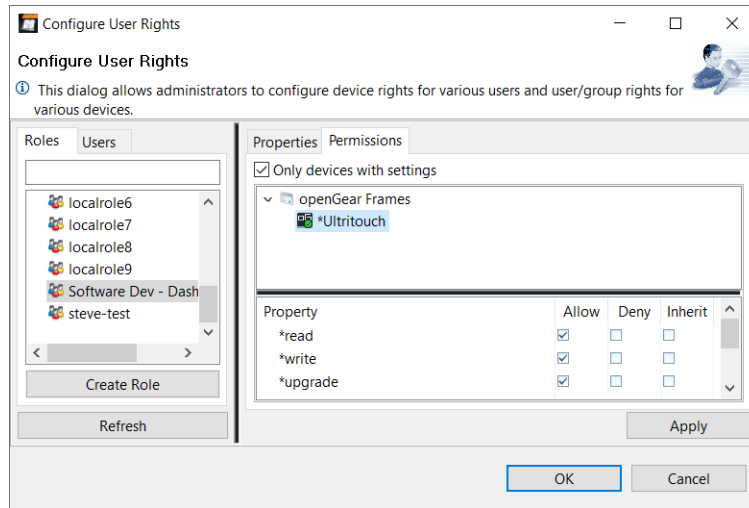 Configure User Rights
Configure User Rights
This dialog allows administrators to configure device rights for various users and user/group rights for
various devices.
Roles
Users
localrole6
localrole7
localrole8
localrole9
Software Dev - Dash
steve-test
Create Role
Refresh
Properties
Permissions
Only devices with settings
openGear Frames
*Ultritouch
Property Allow Deny Inherit
*read
*write
*upgrade
Apply
OK
Cancel